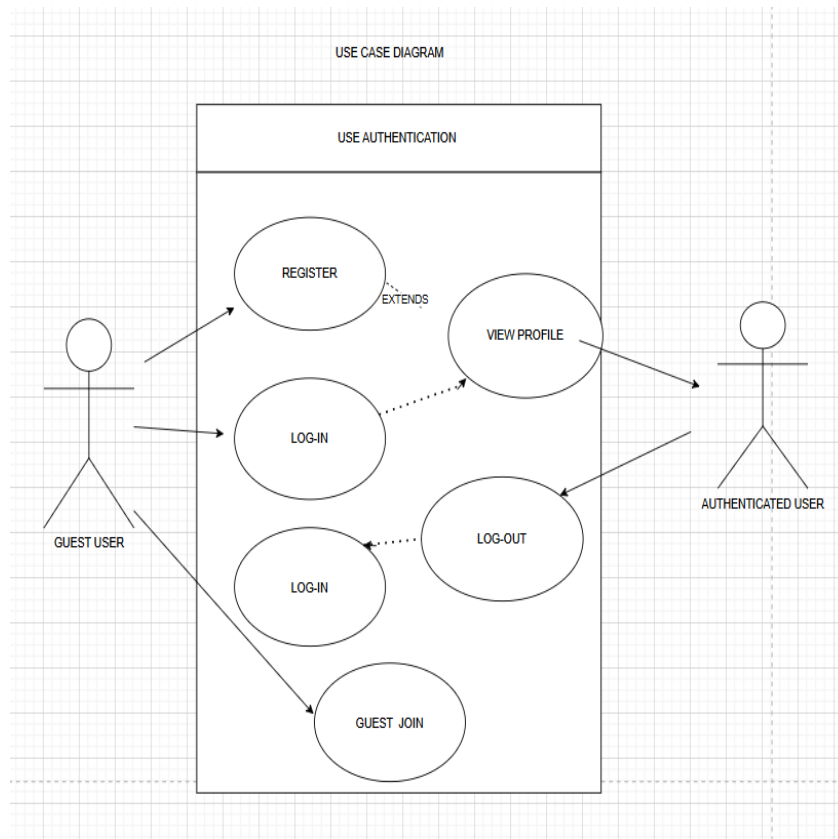 USE CASE DIAGRAM
USE AUTHENTICATION
REGISTER
EXTENDS
VIEW PROFILE
LOG-IN
AUTHENTICATED USER
GUEST USER
LOG-OUT
LOG-IN
GUEST JOIN